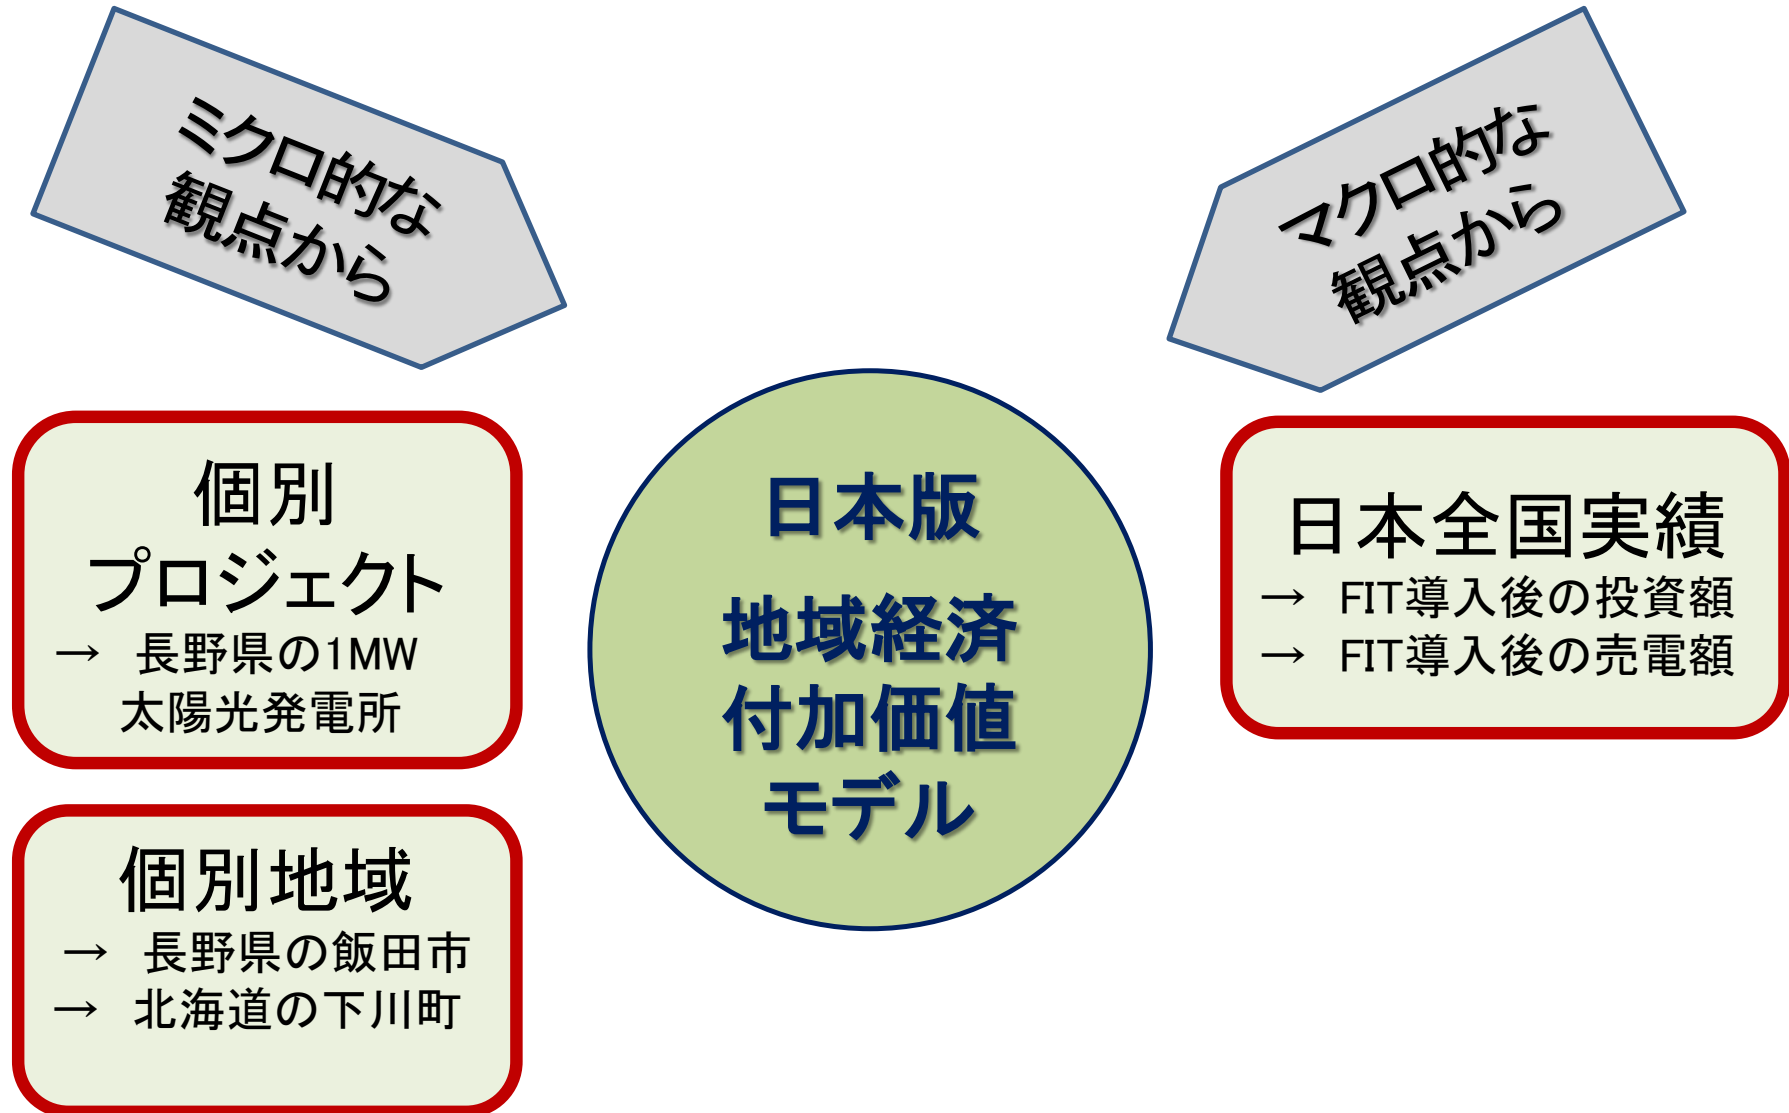 ミクロ的な
観点から
マクロ的な
観点から
個別
プロジェクト
→ 長野県の1MW
太陽光発電所
個別地域
→ 長野県の飯田市
→ 北海道の下川町
日本版
地域経済
付加価値
モデル
日本全国実績
→ FIT導入後の投資額
→ FIT導入後の売電額